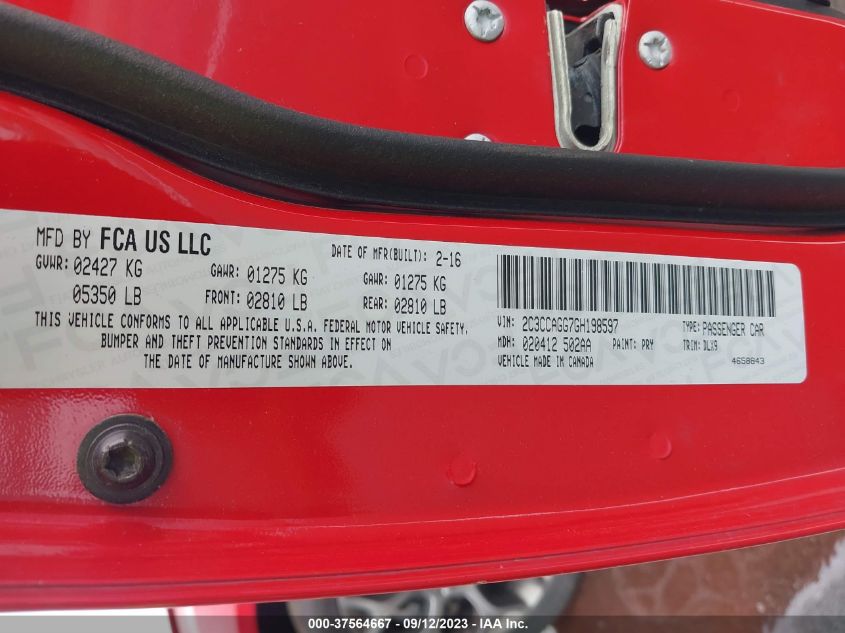 MFD BY FCA US LLC
DATE OF MFR(BUILT): 2-16
GVWR: 02427 KG GAWR: 01275 KG GAWR: 01275 KG
05350 LB FRONT: 02810 LB REAR: 02810 LB
THIS VEHICLE CONFORMS TO ALL APPLICABLE U.S.A. FEDERAL MOTOR VEHICLE SAFETY,
BUMPER AND THEFT PREVENTION STANDARDS IN EFFECT ON
THE DATE OF MANUFACTURE SHOWN ABOVE.
VIN: 2C3CCAGG7GH198597 TYPE: PASSENGER CAR
MDH: 020412 502AA PAINT: PRY TRIM: DLX9
VEHICLE MADE IN CANADA 4658843
000-37564667 - 09/12/2023 - © IAA Inc.